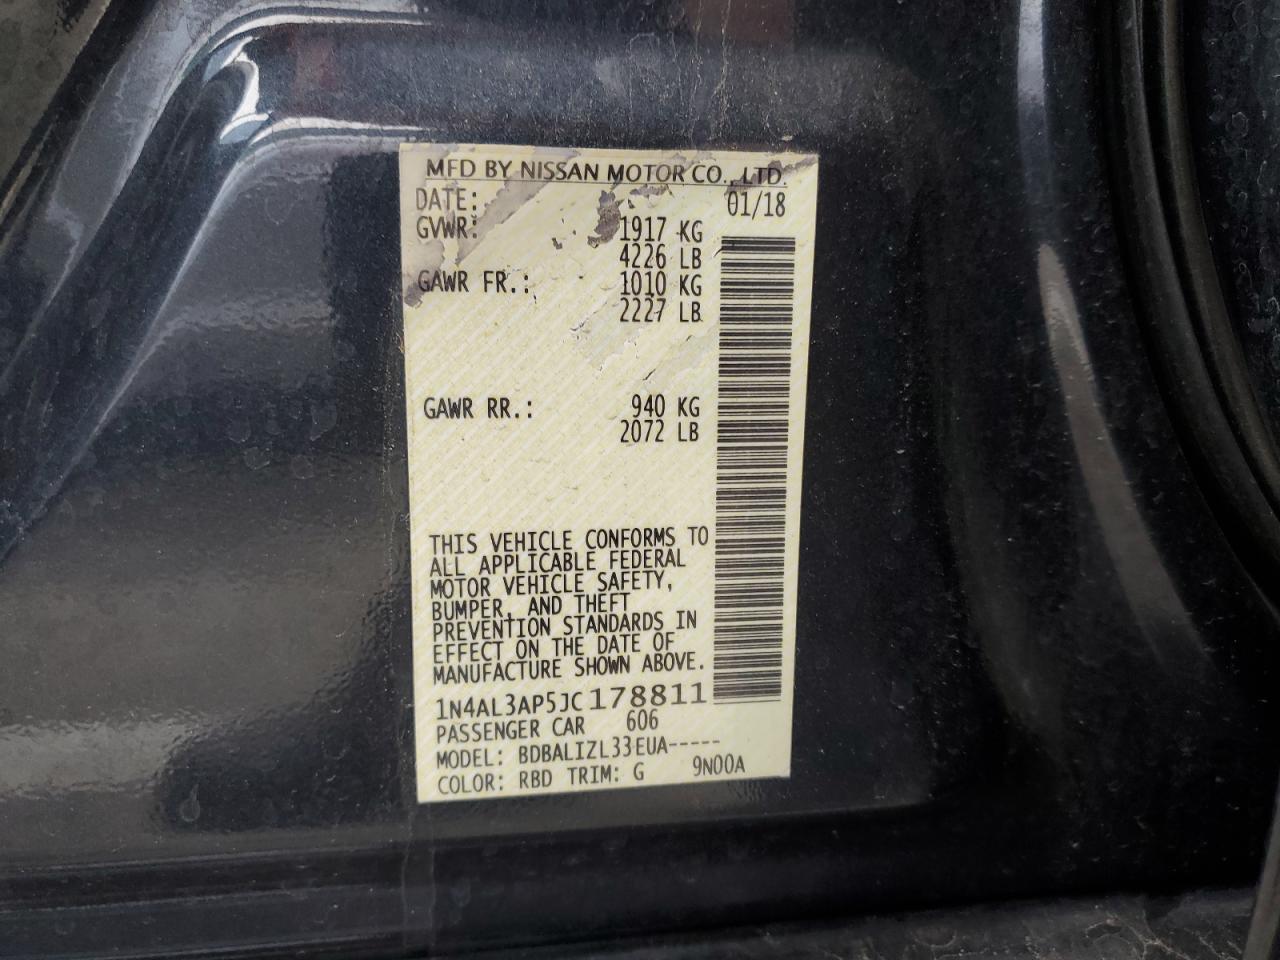 MFD BY NISSAN MOTOR CO., LTD.
DATE: 01/18
GVWR: 1917 KG
4226 LB
GAWR FR.: 1010 KG
2227 LB
GAWR RR.: 940 KG
2072 LB
THIS VEHICLE CONFORMS TO
ALL APPLICABLE FEDERAL
MOTOR VEHICLE SAFETY,
BUMPER, AND THEFT
PREVENTION STANDARDS IN
EFFECT ON THE DATE OF
MANUFACTURE SHOWN ABOVE.
1N4AL3AP5JC178811
PASSENGER CAR 606
MODEL: BDBALIZL33EUA-----
COLOR: RBD TRIM: G 9N00A